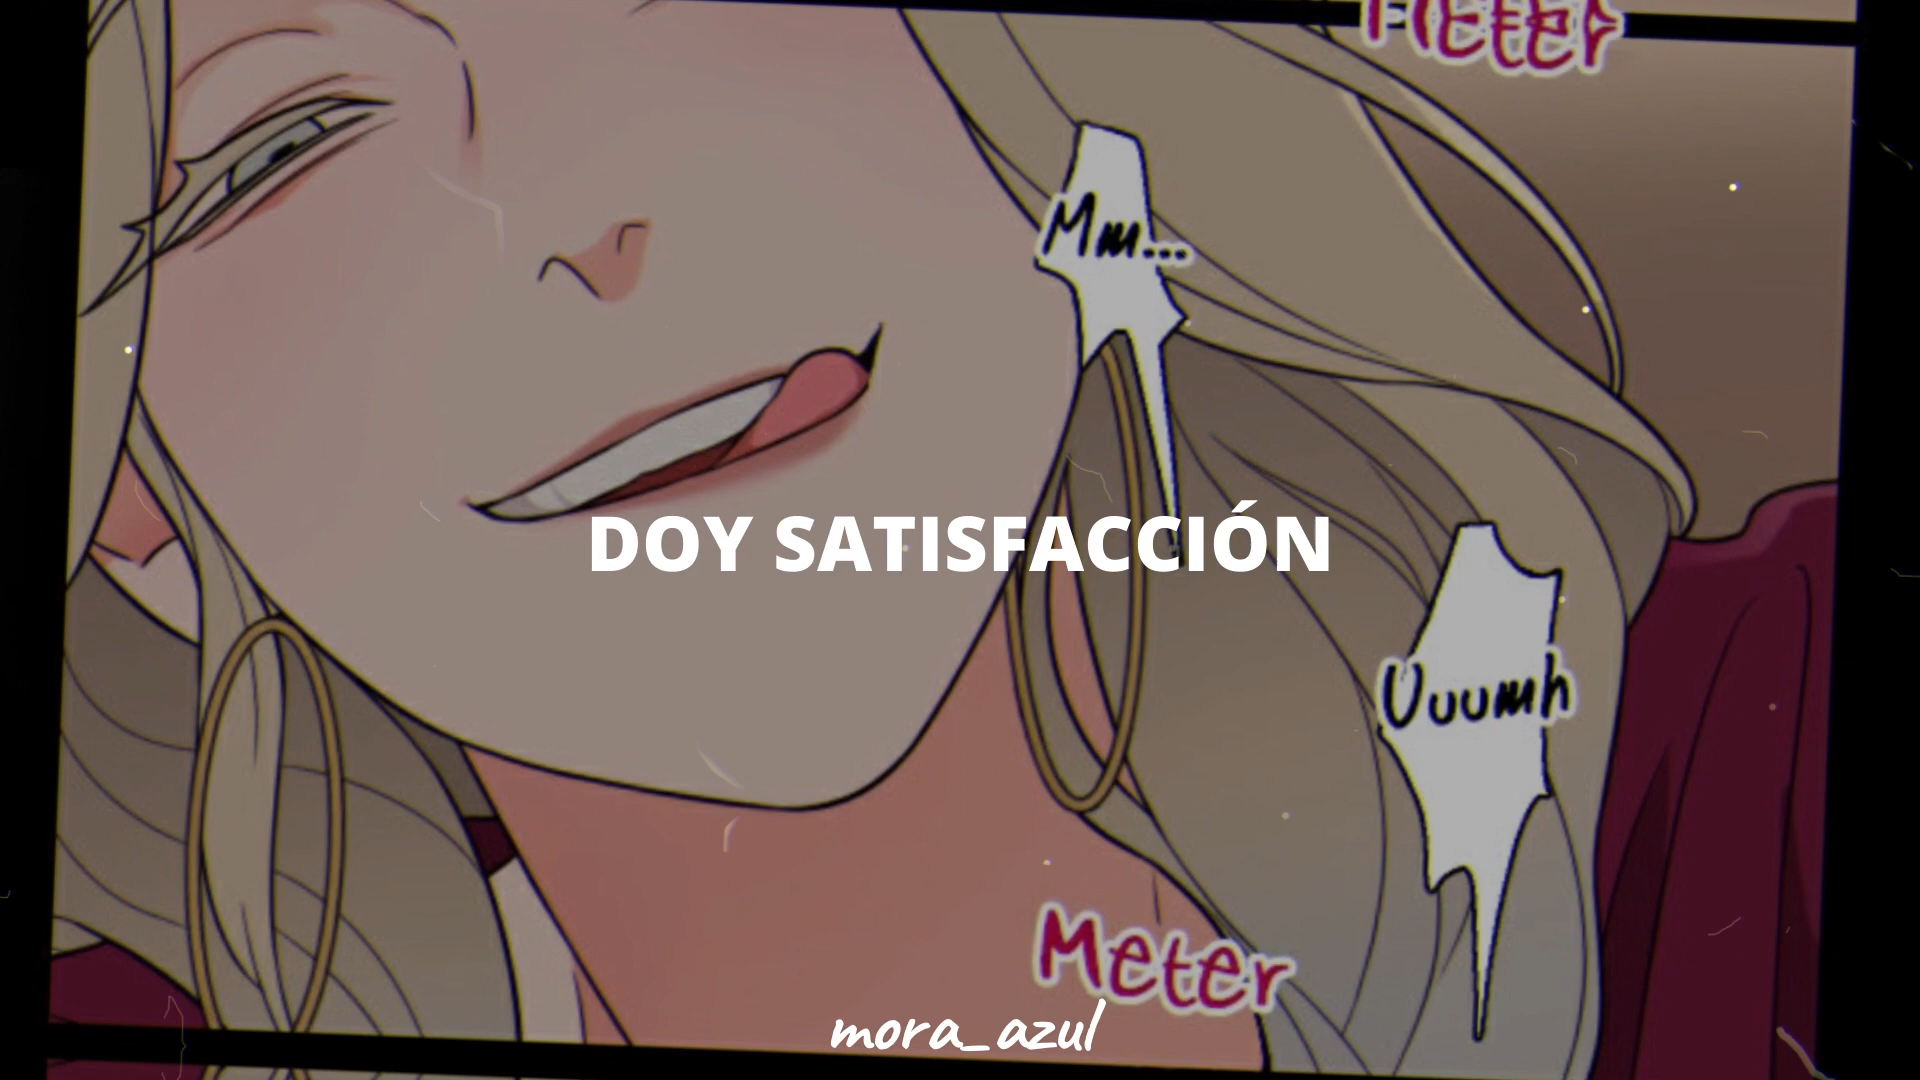 Meter
Mm...
DOY SATISFACCIÓN
Uuumh
Meter
mora_azul